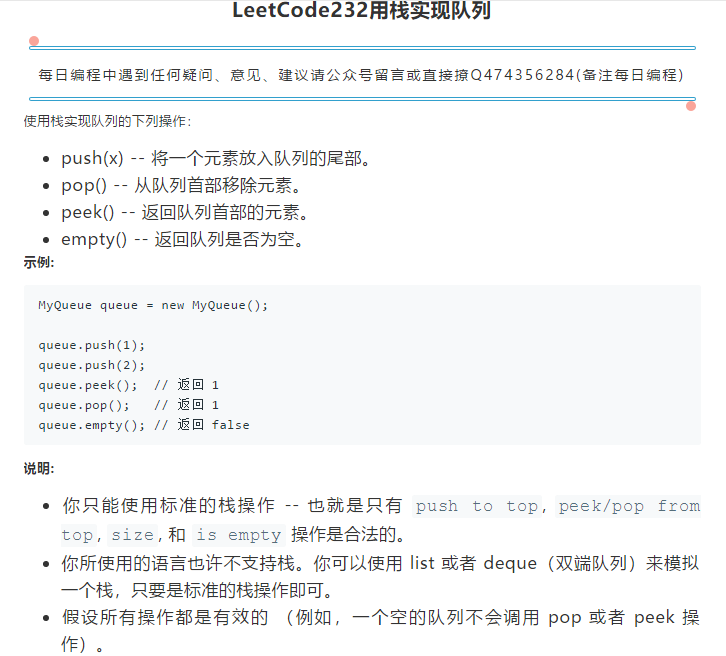 LeetCode232用栈实现队列
每日编程中遇到任何疑问、意见、建议请公众号留言或直接撩Q474356284(备注每日编程)
使用栈实现队列的下列操作：
push(x) -- 将一个元素放入队列的尾部。
pop() -- 从队列首部移除元素。
peek() -- 返回队列首部的元素。
empty() -- 返回队列是否为空。
示例:
MyQueue queue = new MyQueue();
queue.push(1);
queue.push(2);
queue.peek();  // 返回 1
queue.pop();   // 返回 1
queue.empty(); // 返回 false
说明:
你只能使用标准的栈操作 -- 也就是只有 push to top, peek/pop from
top, size, 和 is empty 操作是合法的。
你所使用的语言也许不支持栈。你可以使用 list 或者 deque（双端队列）来模拟
一个栈，只要是标准的栈操作即可。
假设所有操作都是有效的 （例如，一个空的队列不会调用 pop 或者 peek 操
作）。